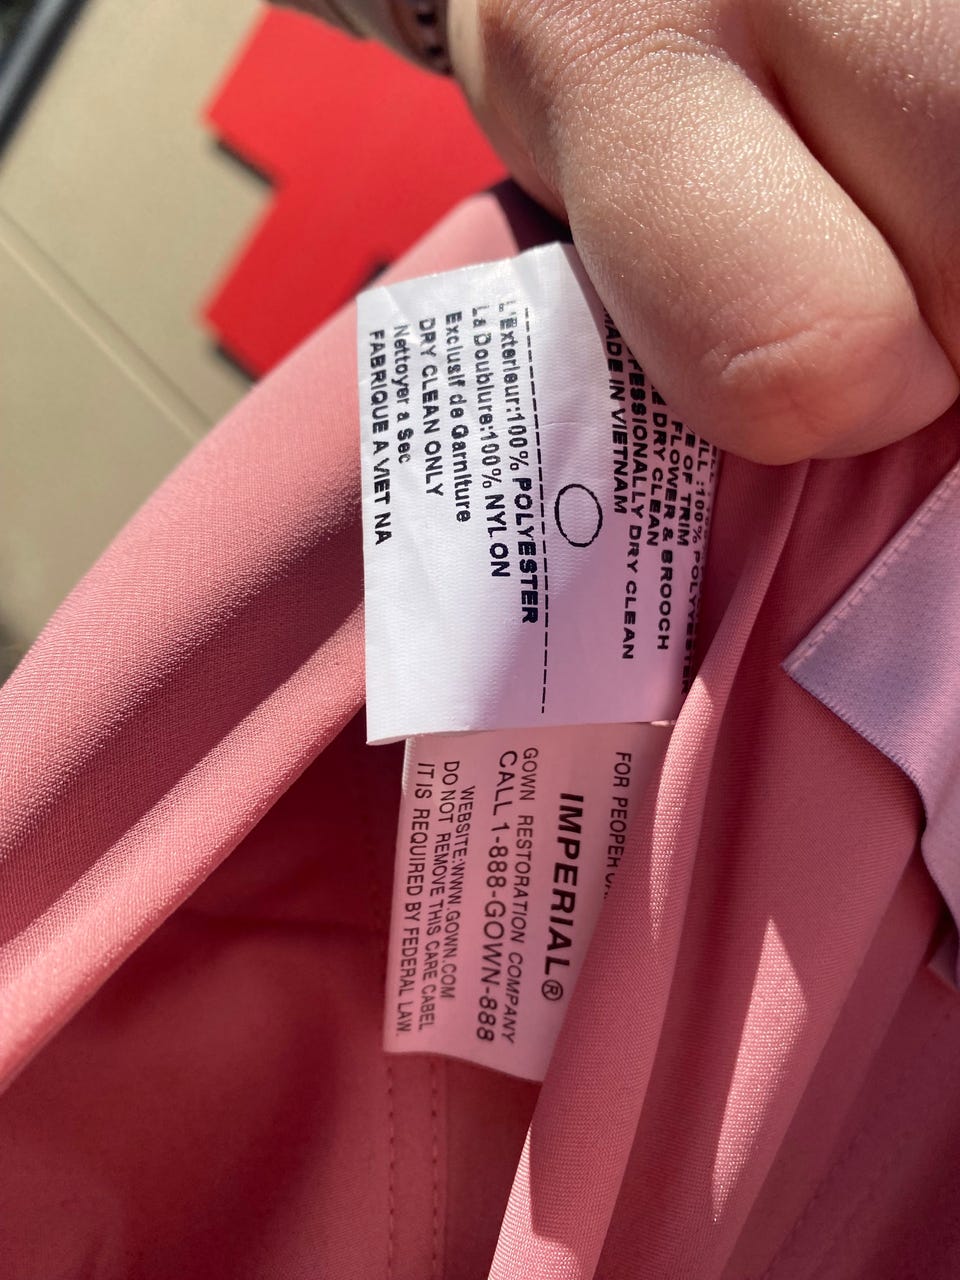 ILL :100% POLYESTER
E OF TRIM
FLOWER & BROOCH
E DRY CLEAN
FESSIONALLY DRY CLEAN
MADE IN VIETNAM
L'Exterieur:100% POLYESTER
La Doublure:100% NYLON
Exclusif de Garniture
DRY CLEAN ONLY
Nettoyer a Sec
FABRIQUE A VIET NA
FOR PEOPER
IMPERIAL®
GOWN RESTORATION COMPANY
CALL 1-888-GOWN-888
WEBSITE:WWW.GOWN.COM
DO NOT REMOVE THIS CARE CABEL
IT IS REQUIRED BY FEDERAL LAW.